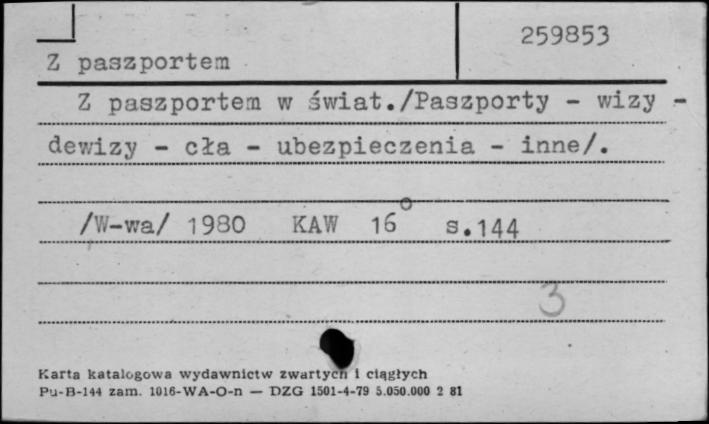 259853
Z paszportem
Z paszportem w świat./Paszporty - wizy -
dewizy - cła - ubezpieczenia - inne/.
/W-wa/ 1980 KAW 16° s.144
3
Karta katalogowa wydawnictw zwartych i ciągłych
Pu-B-144 zam. 1016-WA-O-n — DZG 1501-4-79 5.050.000 2 81